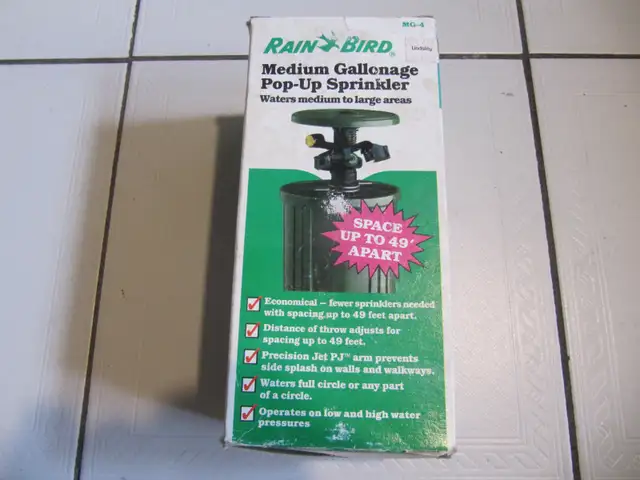 MG-4
RAIN BIRD®
Medium Gallonage
Pop-Up Sprinkler
Waters medium to large areas
SPACE
UP TO 49'
APART
Economical – fewer sprinklers needed
with spacing up to 49 feet apart.
Distance of throw adjusts for
spacing up to 49 feet.
Precision Jet PJ™ arm prevents
side splash on walls and walkways.
Waters full circle or any part
of a circle.
Operates on low and high water
pressures